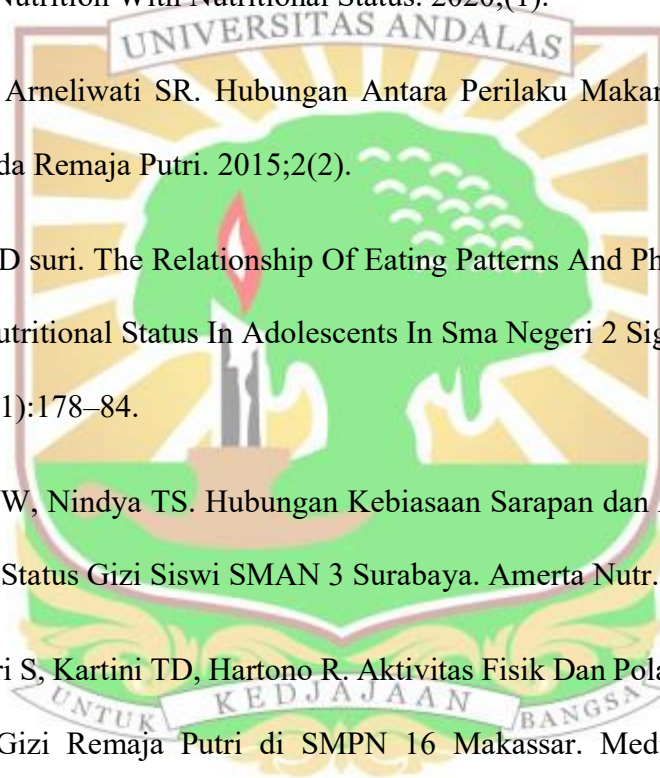 Nutrition With Nutritional Status. 2020;(1).
UNIVERSITAS ANDALAS
Arneliwati SR. Hubungan Antara Perilaku Makan
da Remaja Putri. 2015;2(2).
D suri. The Relationship Of Eating Patterns And Ph
utritional Status In Adolescents In Sma Negeri 2 Sig
1):178–84.
W, Nindya TS. Hubungan Kebiasaan Sarapan dan
Status Gizi Siswi SMAN 3 Surabaya. Amerta Nutr.
ri S, Kartini TD, Hartono R. Aktivitas Fisik Dan Pola
UNTUK KEDJAJAAN BANGSA
Gizi Remaja Putri di SMPN 16 Makassar. Med